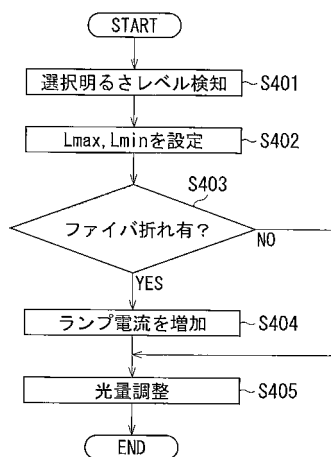 START
選択明るさレベル検知
S401
Lmax,Lminを設定
S402
S403
ファイバ折れ有?
NO
YES
ランプ電流を増加
S404
光量調整
S405
END